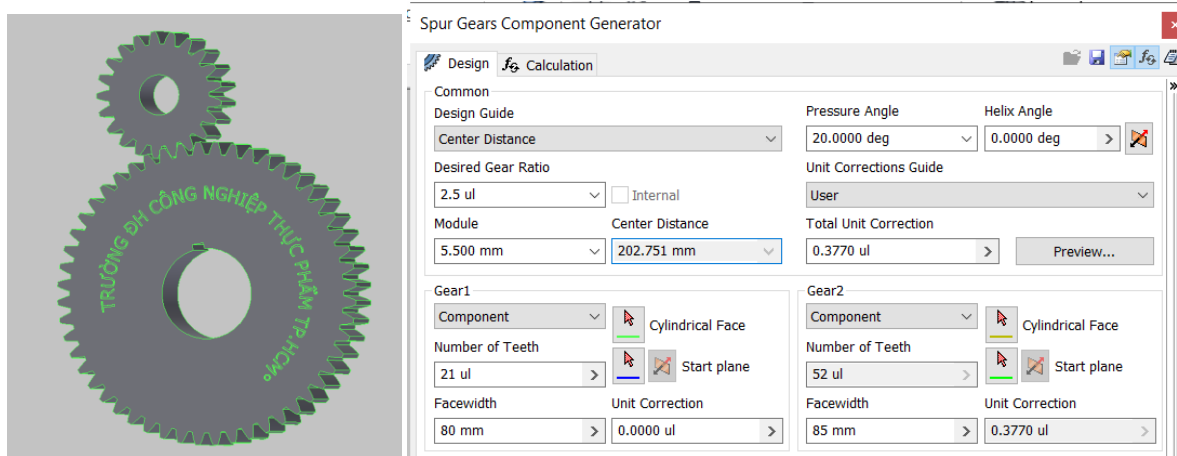 TRƯỜNG ĐH CÔNG NGHIỆP THỰC PHẨM TP.HCM
Spur Gears Component Generator
Design
Calculation
Common
Design Guide
Center Distance
Pressure Angle
Helix Angle
20.0000 deg
0.0000 deg
Desired Gear Ratio
2.5 ul
Internal
Unit Corrections Guide
User
Module
Center Distance
Total Unit Correction
5.500 mm
202.751 mm
0.3770 ul
Preview...
Gear1
Component
Cylindrical Face
Number of Teeth
21 ul
Start plane
Facewidth
Unit Correction
80 mm
0.0000 ul
Gear2
Component
Cylindrical Face
Number of Teeth
52 ul
Start plane
Facewidth
Unit Correction
85 mm
0.3770 ul